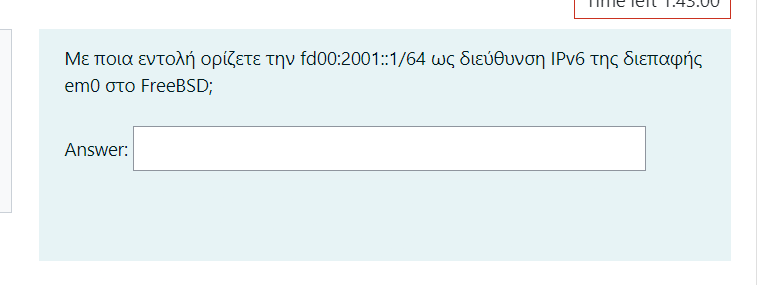 Time left 1:43:00
Με ποια εντολή ορίζετε την fd00:2001::1/64 ως διεύθυνση IPv6 της διεπαφής
em0 στο FreeBSD;
Answer: